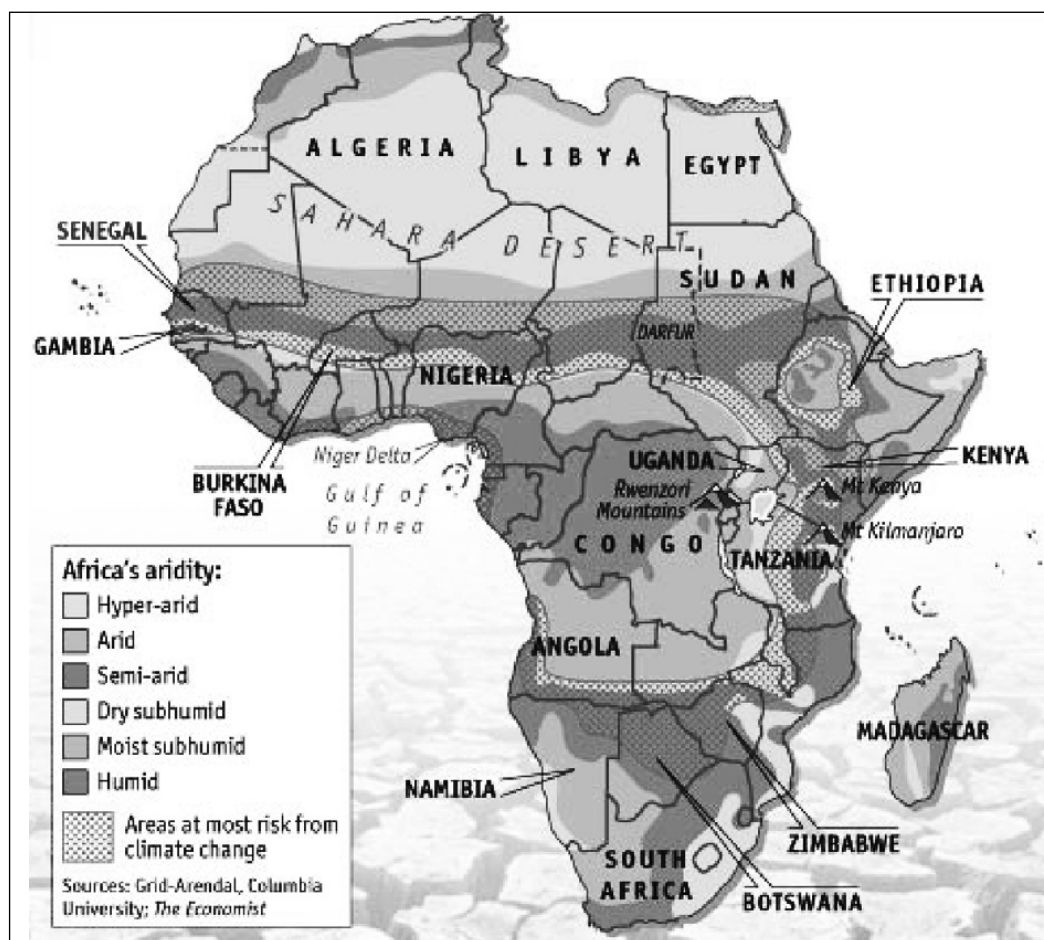 ALGERIA
LIBYA
EGYPT
SAHARA DESERT
SENEGAL
SUDAN
ETHIOPIA
GAMBIA
DARFUR
NIGERIA
Niger Delta
BURKINA
FASO
Gulf of
Guinea
UGANDA
KENYA
Rwenzori
Mountains
Mt Kenya
CONGO
Mt Kilmanjaro
TANZANIA
ANGOLA
MADAGASCAR
NAMIBIA
ZIMBABWE
SOUTH
AFRICA
BOTSWANA
Africa's aridity:
Hyper-arid
Arid
Semi-arid
Dry subhumid
Moist subhumid
Humid
Areas at most risk from
climate change
Sources: Grid-Arendal, Columbia
University; The Economist